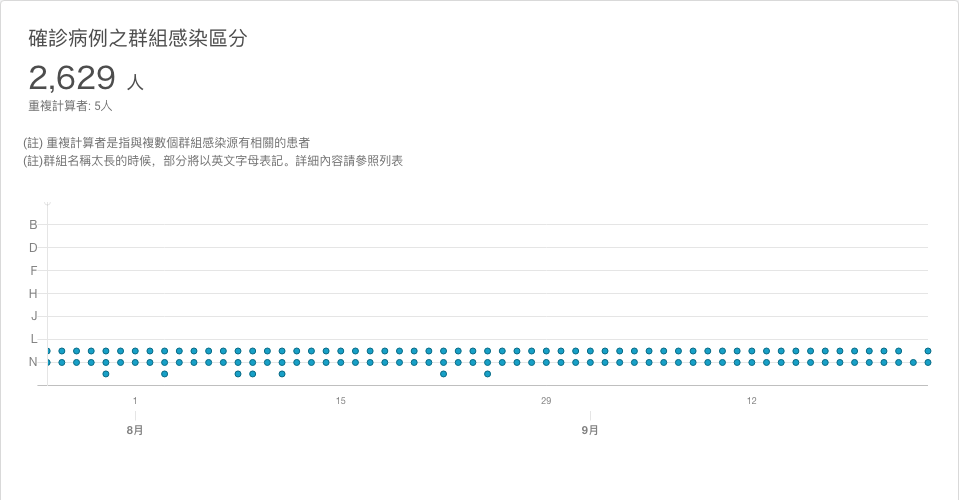 確診病例之群組感染區分
2,629 人
重複計算者: 5人
(註) 重複計算者是指與複數個群組感染源有相關的患者
(註)群組名稱太長的時候，部分將以英文字母表記。詳細內容請參照列表
B
D
F
H
J
L
N
1 15 29 12
8月 9月